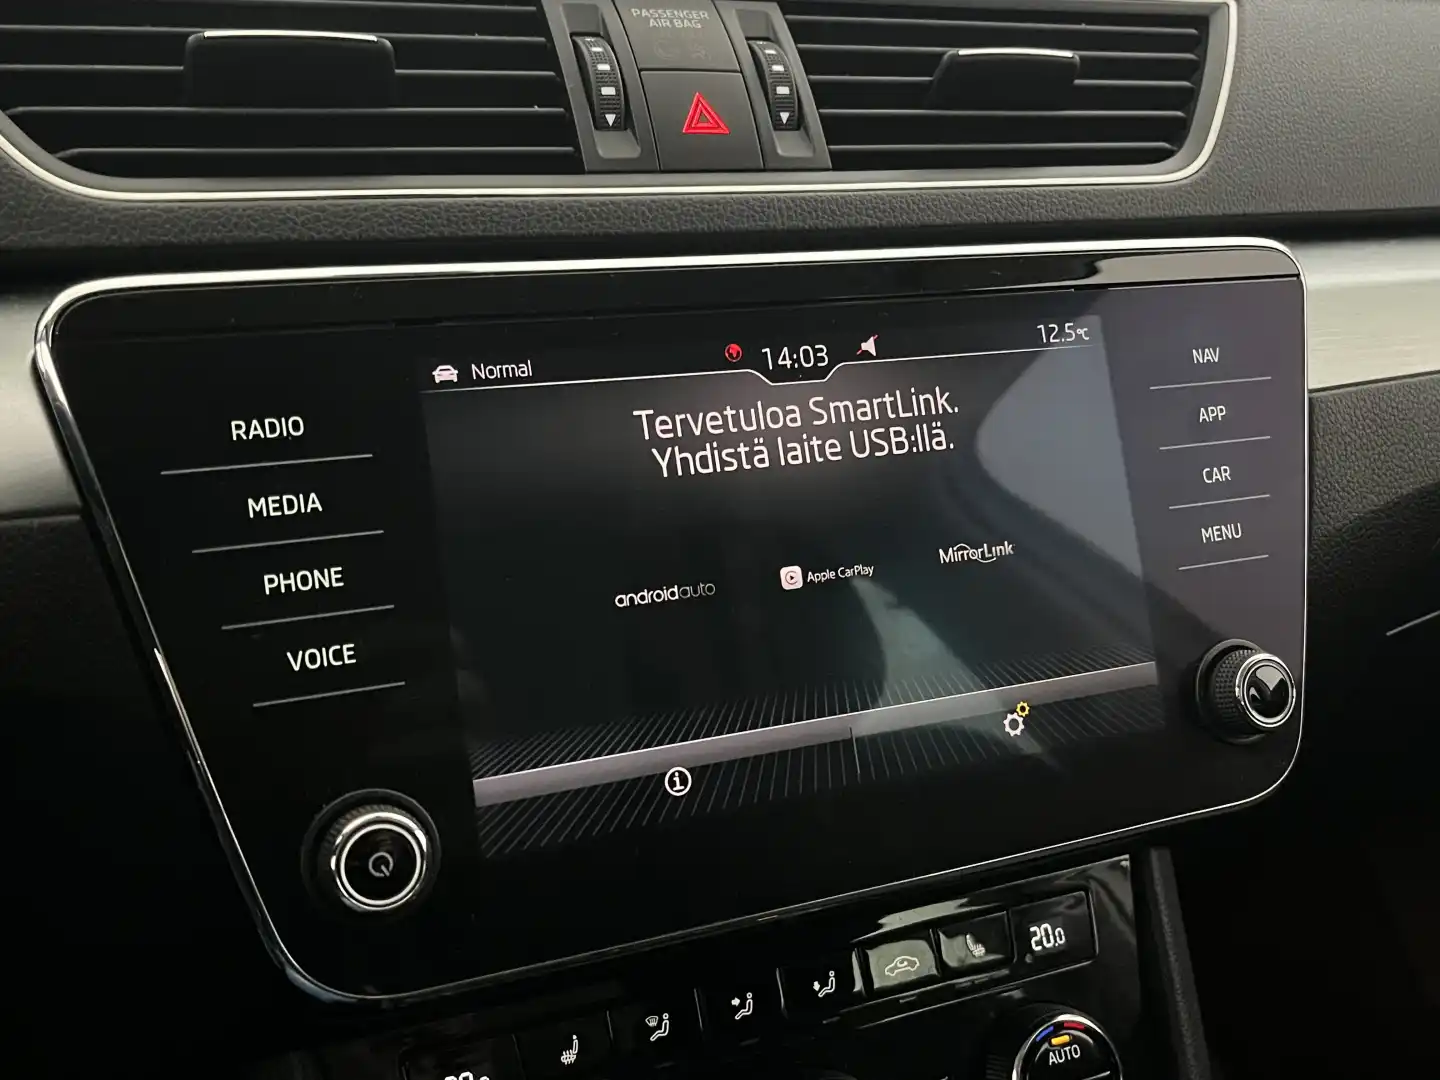 PASSENGER
AIR BAG
Normal
14:03
12.5°C
Tervetuloa SmartLink.
Yhdistä laite USB:llä.
androidauto
Apple CarPlay
MirrorLink
RADIO
MEDIA
PHONE
VOICE
NAV
APP
CAR
MENU
20.0
AUTO